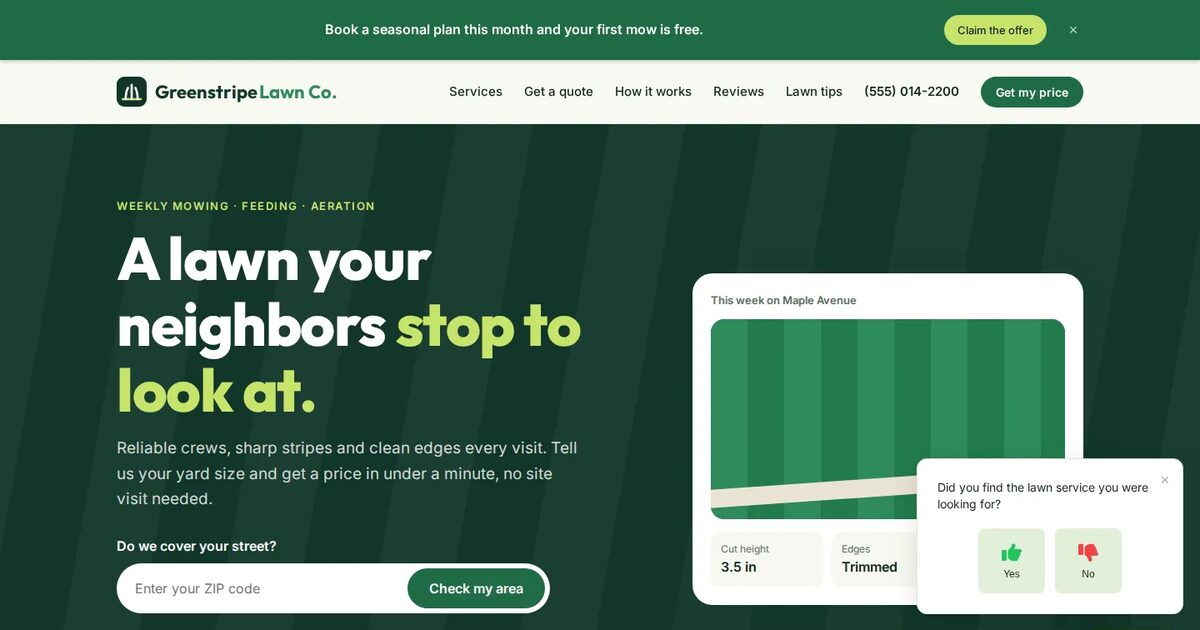 Book a seasonal plan this month and your first mow is free.
Claim the offer
×
Greenstripe Lawn Co.
Services
Get a quote
How it works
Reviews
Lawn tips
(555) 014-2200
Get my price
WEEKLY MOWING · FEEDING · AERATION
A lawn your
neighbors stop to
look at.
Reliable crews, sharp stripes and clean edges every visit. Tell
us your yard size and get a price in under a minute, no site
visit needed.
Do we cover your street?
Enter your ZIP code
Check my area
This week on Maple Avenue
Cut height
3.5 in
Edges
Trimmed
Did you find the lawn service you were
looking for?
×
Yes
No